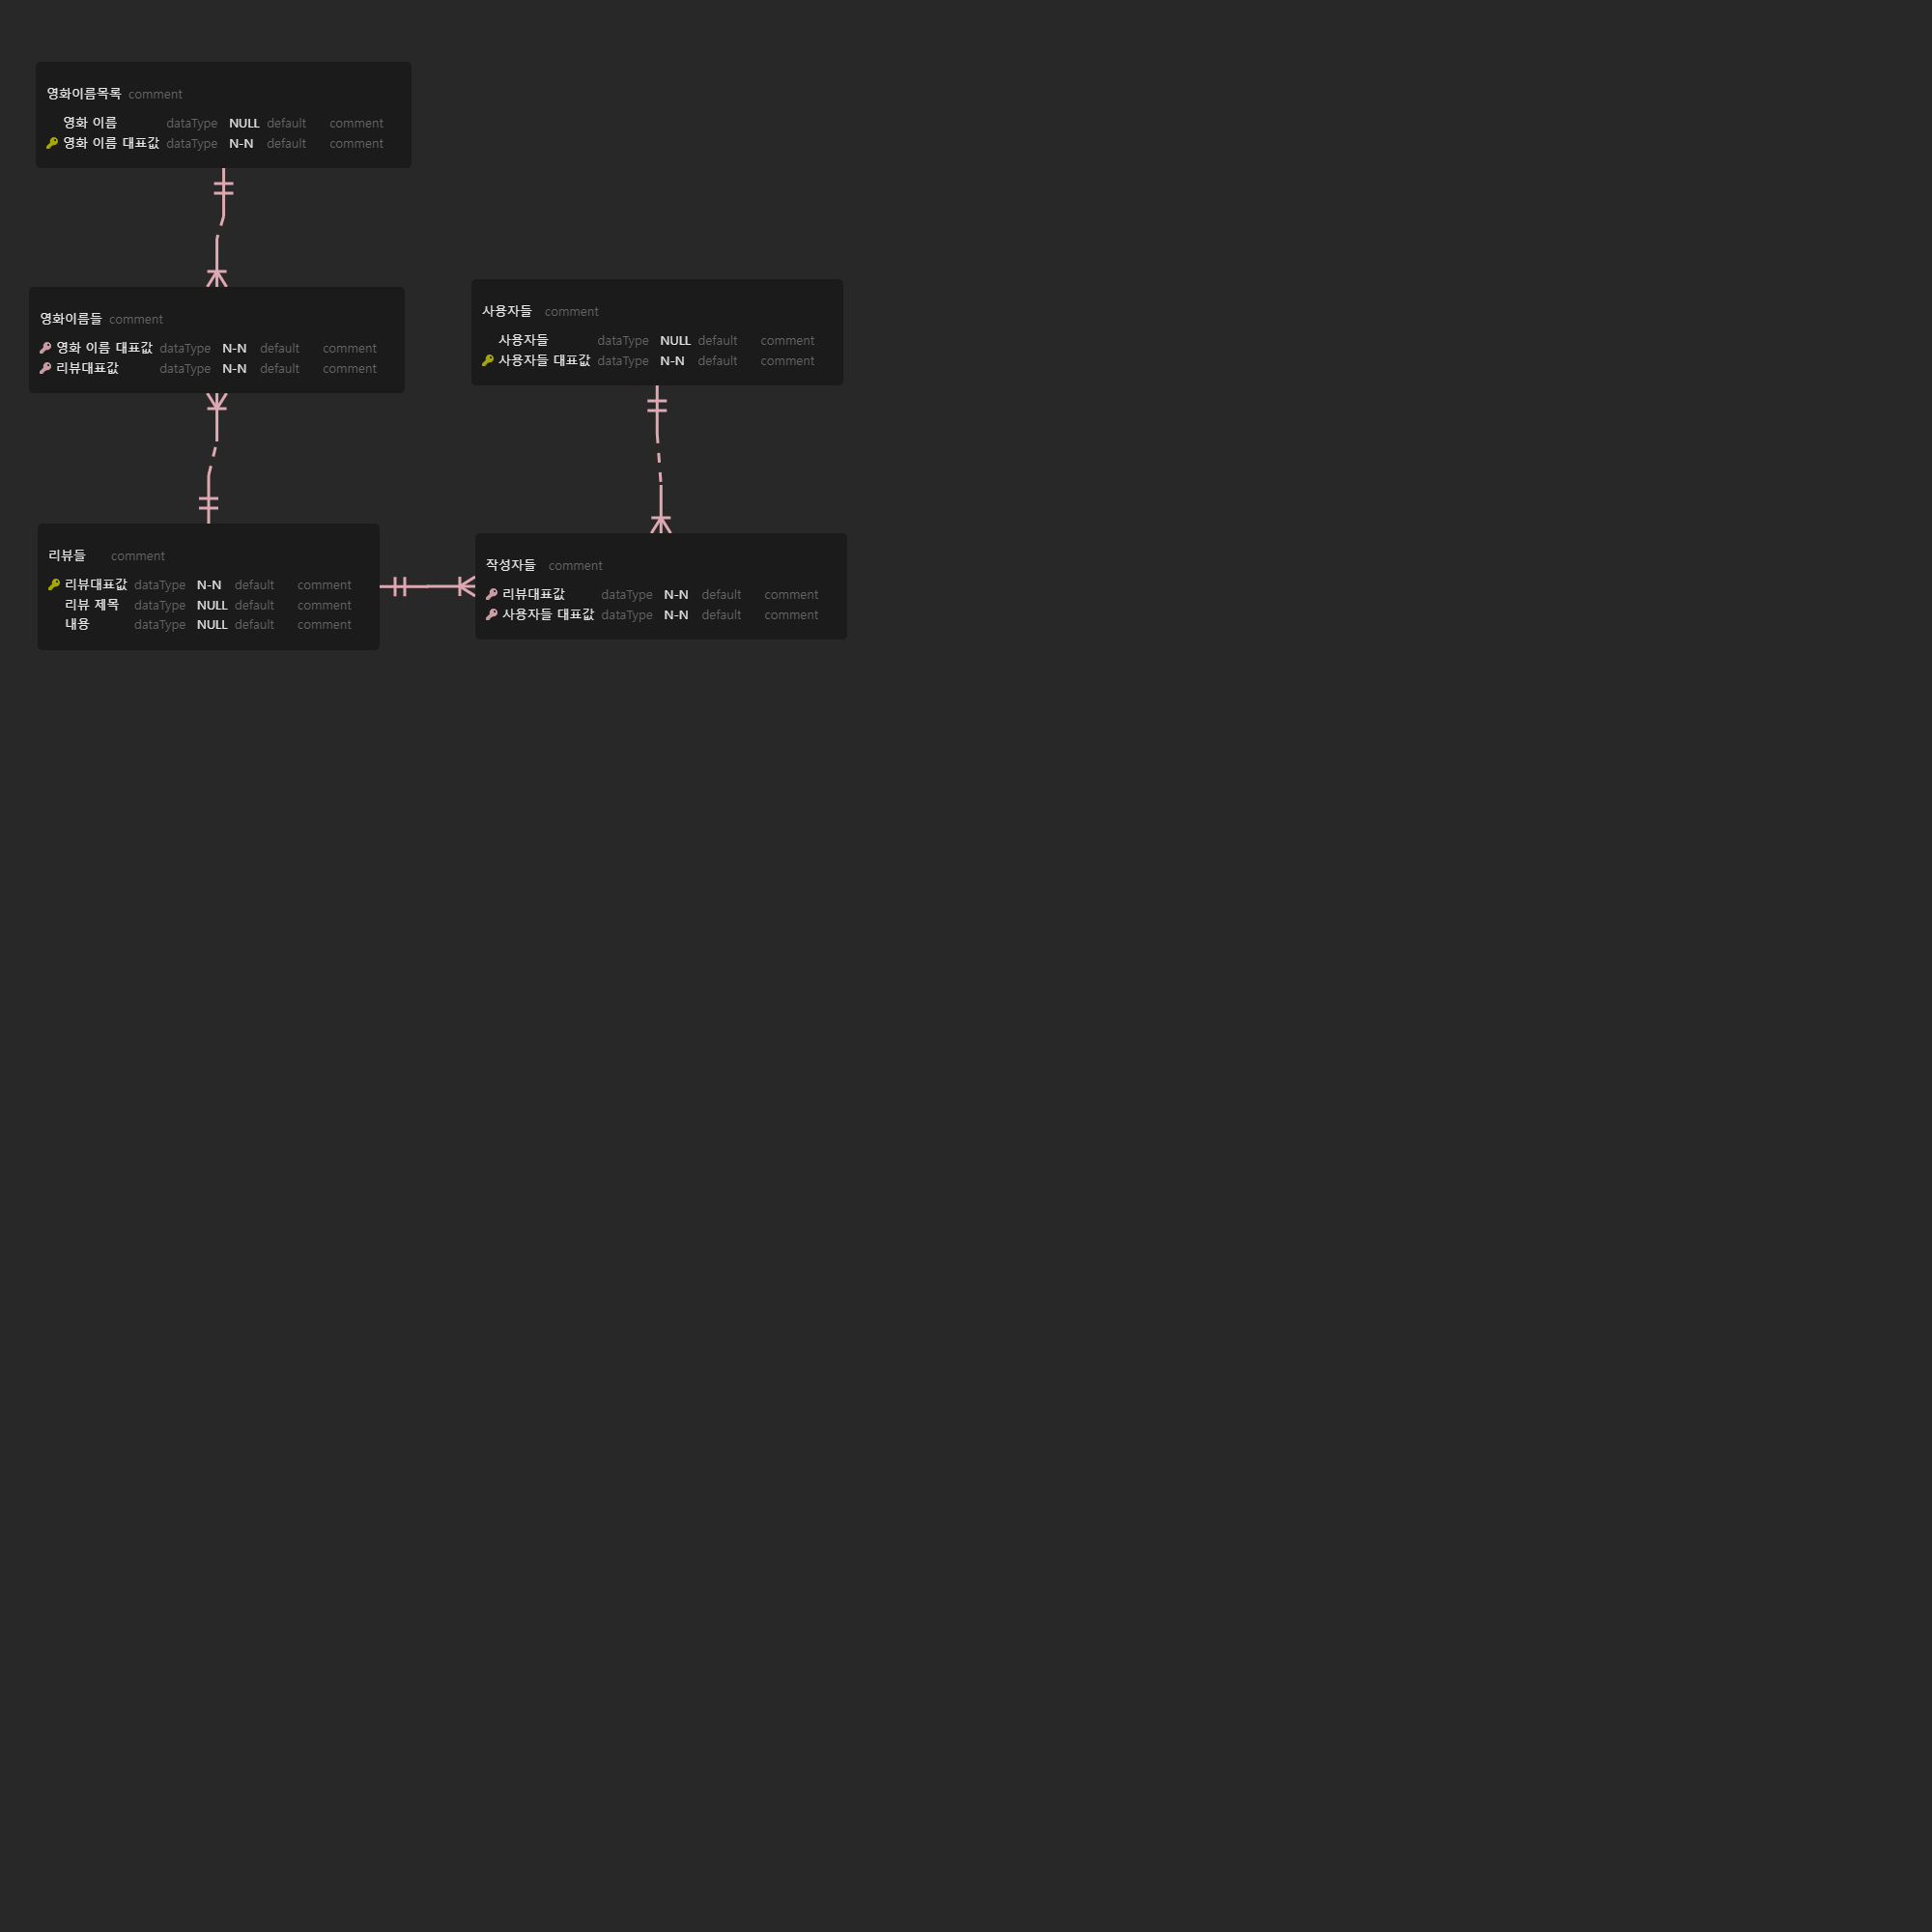 영화이름목록 comment
영화 이름 dataType NULL default comment
영화 이름 대표값 dataType N-N default comment
영화이름들 comment
영화 이름 대표값 dataType N-N default comment
리뷰대표값 dataType N-N default comment
사용자들 comment
사용자들 dataType NULL default comment
사용자들 대표값 dataType N-N default comment
리뷰들 comment
리뷰대표값 dataType N-N default comment
리뷰 제목 dataType NULL default comment
내용 dataType NULL default comment
작성자들 comment
리뷰대표값 dataType N-N default comment
사용자들 대표값 dataType N-N default comment